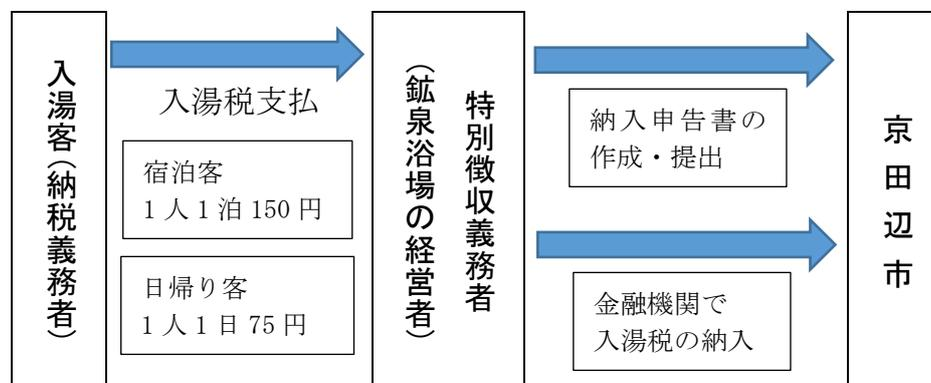 入湯客（納税義務者）
入湯税支払
宿泊客
1人1泊150円
日帰り客
1人1日75円
特別徴収義務者
（鉱泉浴場の経営者）
納入申告書の
作成・提出
金融機関で
入湯税の納入
京田辺市